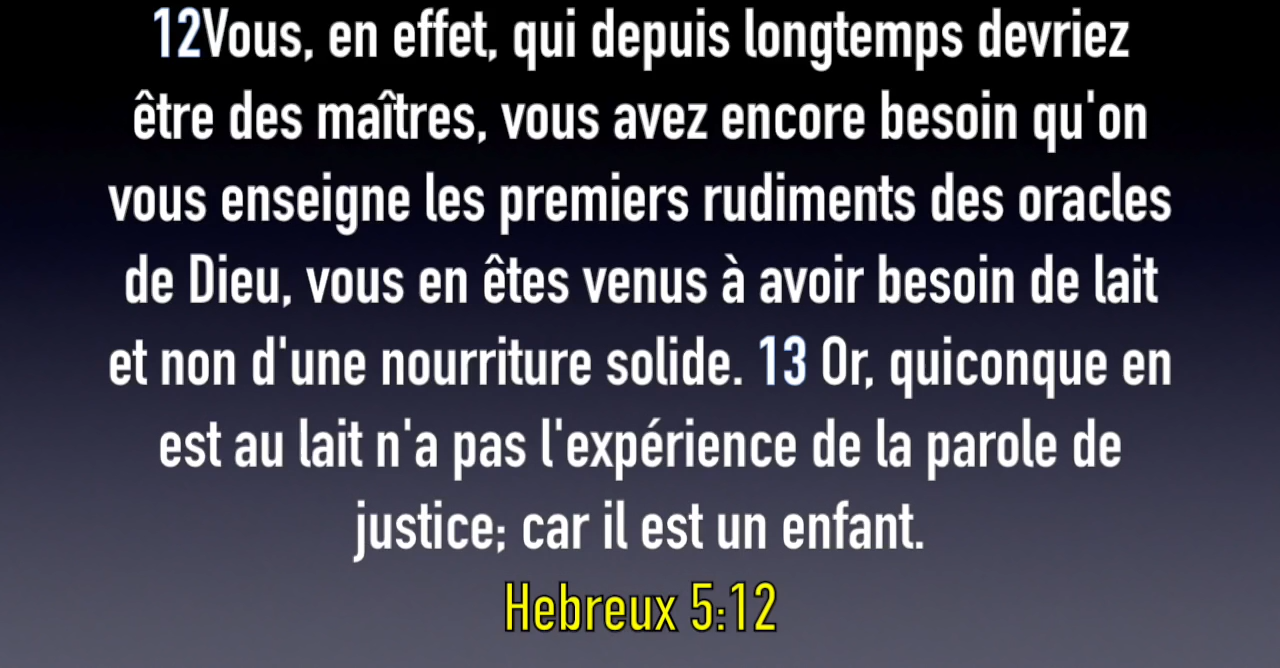 12Vous, en effet, qui depuis longtemps devriez
être des maîtres, vous avez encore besoin qu'on
vous enseigne les premiers rudiments des oracles
de Dieu, vous en êtes venus à avoir besoin de lait
et non d'une nourriture solide. 13 Or, quiconque en
est au lait n'a pas l'expérience de la parole de
justice; car il est un enfant.
Hebreux 5:12